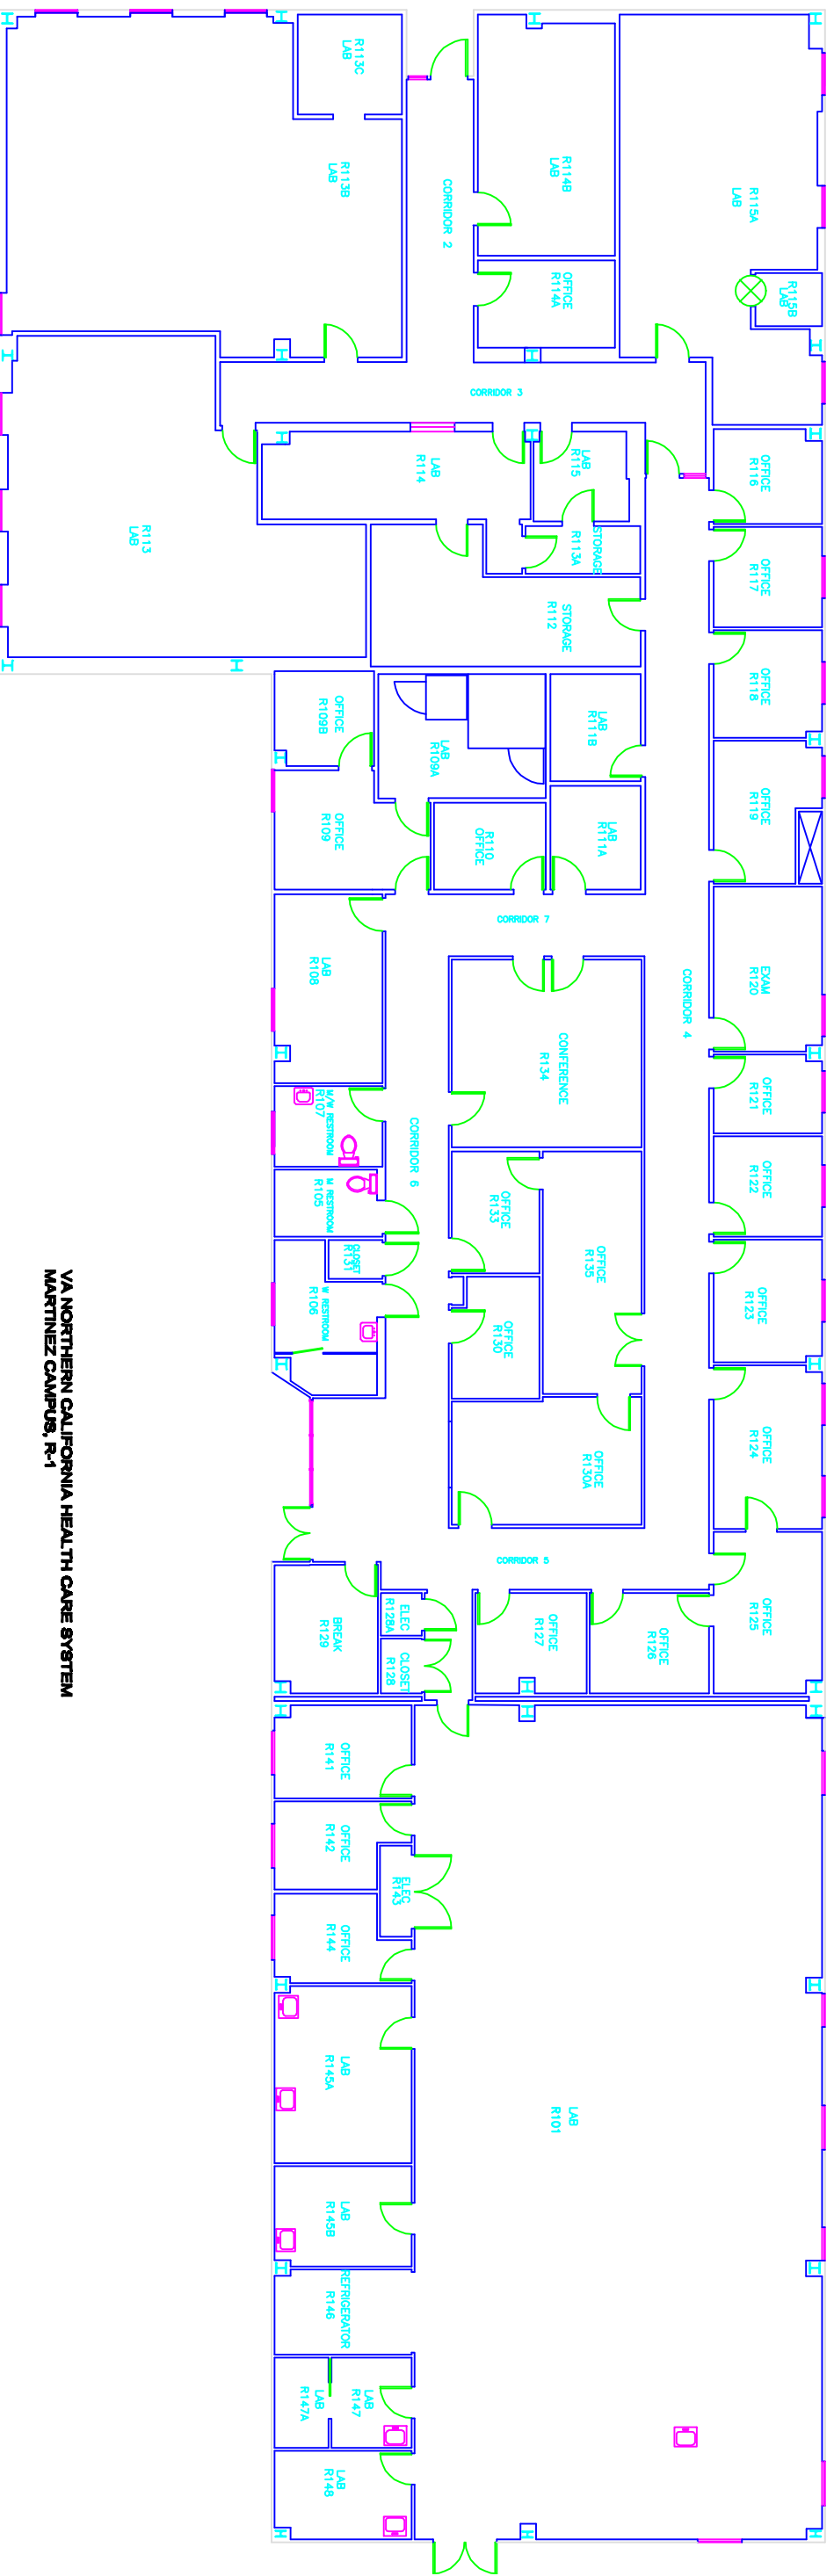 R113C
LAB
R113B
LAB
CORRIDOR 2
R114B
LAB
OFFICE
R114A
R115A
LAB
R115B
LAB
CORRIDOR 3
R113
LAB
LAB
R114
LAB
R115
STORAGE
R113A
STORAGE
R112
OFFICE
R116
OFFICE
R117
OFFICE
R118
OFFICE
R119
EXAM
R120
OFFICE
R121
OFFICE
R122
OFFICE
R123
OFFICE
R124
OFFICE
R125
OFFICE
R126
OFFICE
R127
CORRIDOR 4
OFFICE
R109B
OFFICE
R109
LAB
R109A
R110
OFFICE
LAB
R111B
LAB
R111A
CORRIDOR 7
LAB
R108
CONFERENCE
R134
M/W RESTROOM
R107
M RESTROOM
R105
CLOSET
R131
W RESTROOM
R106
CORRIDOR 6
OFFICE
R133
OFFICE
R135
OFFICE
R130
OFFICE
R130A
CORRIDOR 5
BREAK
R129
ELEC
R128A
CLOSET
R128
OFFICE
R141
OFFICE
R142
ELEC
R143
OFFICE
R144
LAB
R145A
LAB
R145B
REFRIGERATOR
R146
LAB
R147
LAB
R147A
LAB
R148
LAB
R101
VA NORTHERN CALIFORNIA HEALTH CARE SYSTEM
MARTINEZ CAMPUS, R-1